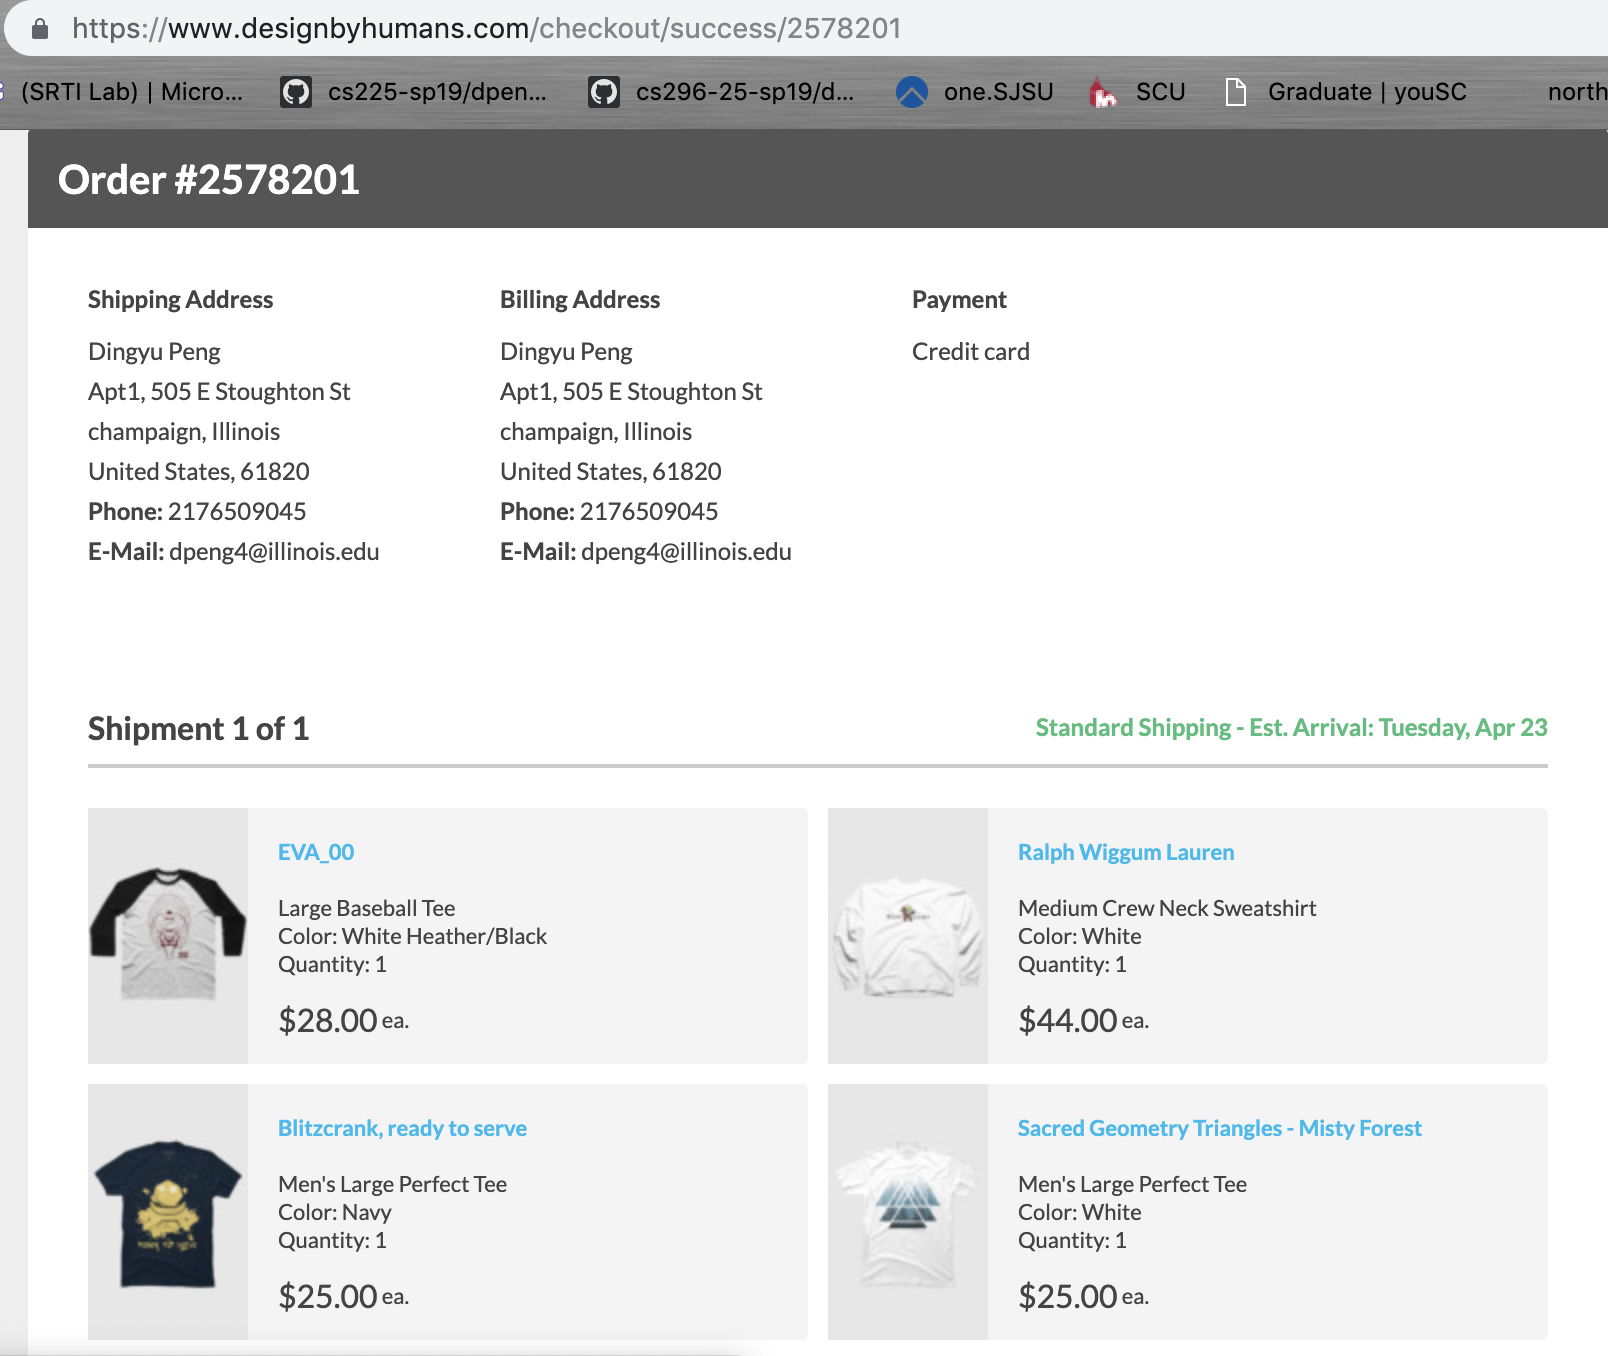 https://www.designbyhumans.com/checkout/success/2578201
(SRTI Lab) | Micro... cs225-sp19/dpen... cs296-25-sp19/d... one.SJSU SCU Graduate | youSC north
Order #2578201
Shipping Address
Dingyu Peng
Apt1, 505 E Stoughton St
champaign, Illinois
United States, 61820
Phone: 2176509045
E-Mail: dpeng4@illinois.edu
Billing Address
Dingyu Peng
Apt1, 505 E Stoughton St
champaign, Illinois
United States, 61820
Phone: 2176509045
E-Mail: dpeng4@illinois.edu
Payment
Credit card
Shipment 1 of 1
Standard Shipping - Est. Arrival: Tuesday, Apr 23
EVA_00
Large Baseball Tee
Color: White Heather/Black
Quantity: 1
$28.00 ea.
Ralph Wiggum Lauren
Medium Crew Neck Sweatshirt
Color: White
Quantity: 1
$44.00 ea.
Blitzcrank, ready to serve
Men's Large Perfect Tee
Color: Navy
Quantity: 1
$25.00 ea.
Sacred Geometry Triangles - Misty Forest
Men's Large Perfect Tee
Color: White
Quantity: 1
$25.00 ea.